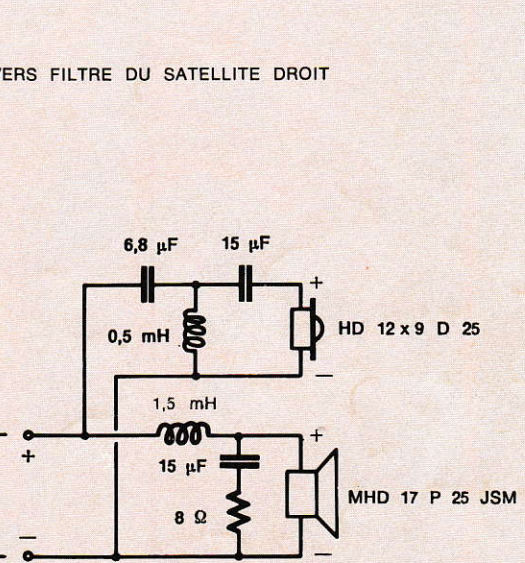 VERS FILTRE DU SATELLITE DROIT
6,8 µF 15 µF
+
0,5 mH
HD 12 x 9 D 25
–
1,5 mH
+
+
15 µF
MHD 17 P 25 JSM
8 Ω
–
–